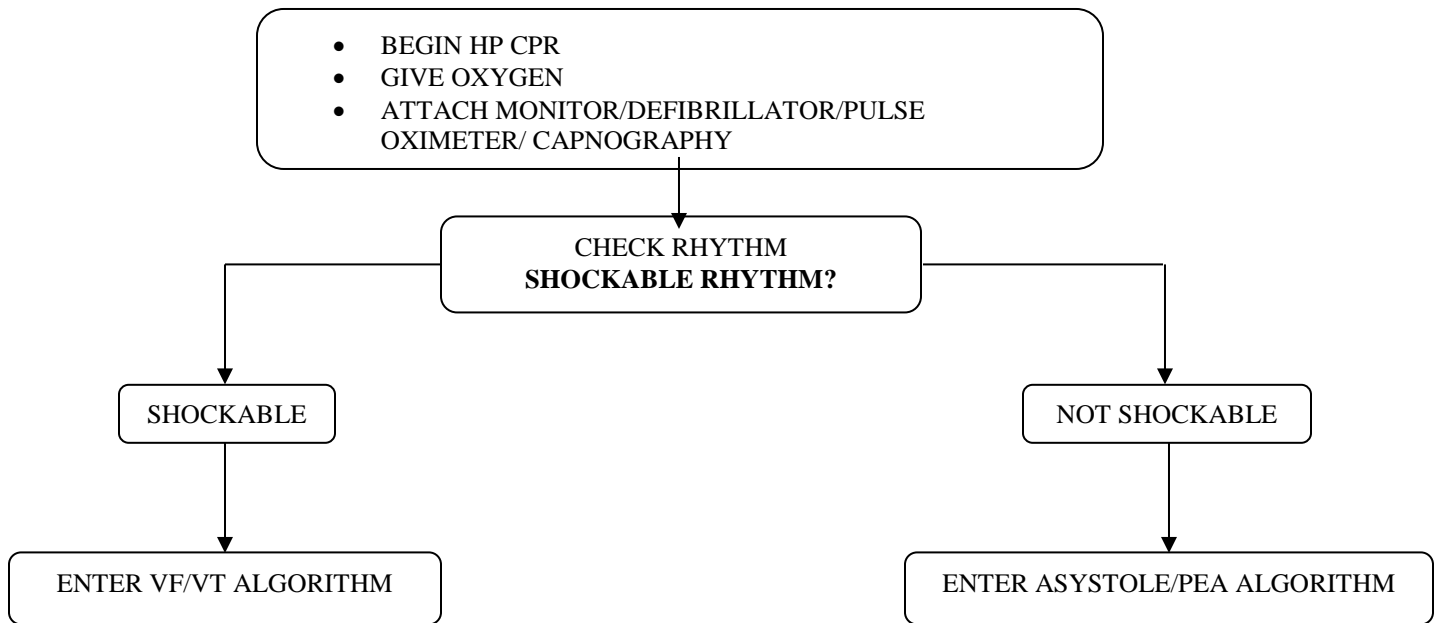 • BEGIN HP CPR
• GIVE OXYGEN
• ATTACH MONITOR/DEFIBRILLATOR/PULSE
OXIMETER/ CAPNOGRAPHY
CHECK RHYTHM
SHOCKABLE RHYTHM?
SHOCKABLE
NOT SHOCKABLE
ENTER VF/VT ALGORITHM
ENTER ASYSTOLE/PEA ALGORITHM